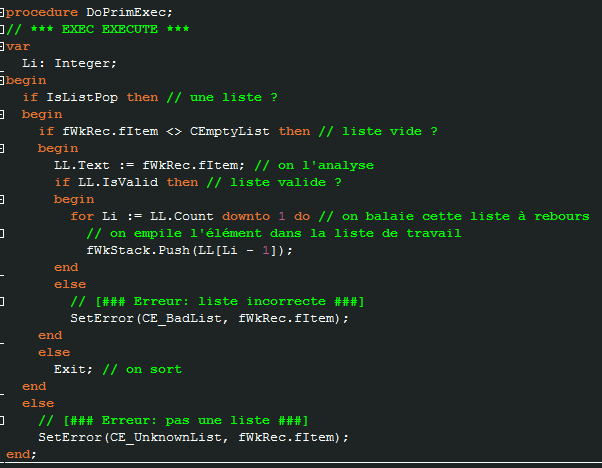 procedure DoPrimExec;
// *** EXEC EXECUTE ***
var
  Li: Integer;
begin
  if IsListPop then // une liste ?
  begin
    if fWkRec.fItem <> CEmptyList then // liste vide ?
    begin
      LL.Text := fWkRec.fItem; // on l'analyse
      if LL.IsValid then // liste valide ?
      begin
        for Li := LL.Count downto 1 do // on balaie cette liste à rebours
          // on empile l'élément dans la liste de travail
          fWkStack.Push(LL[Li - 1]);
      end
      else
        // [### Erreur: liste incorrecte ###]
        SetError(CE_BadList, fWkRec.fItem);
    end
    else
      Exit; // on sort
  end
  else
    // [### Erreur: pas une liste ###]
    SetError(CE_UnknownList, fWkRec.fItem);
end;